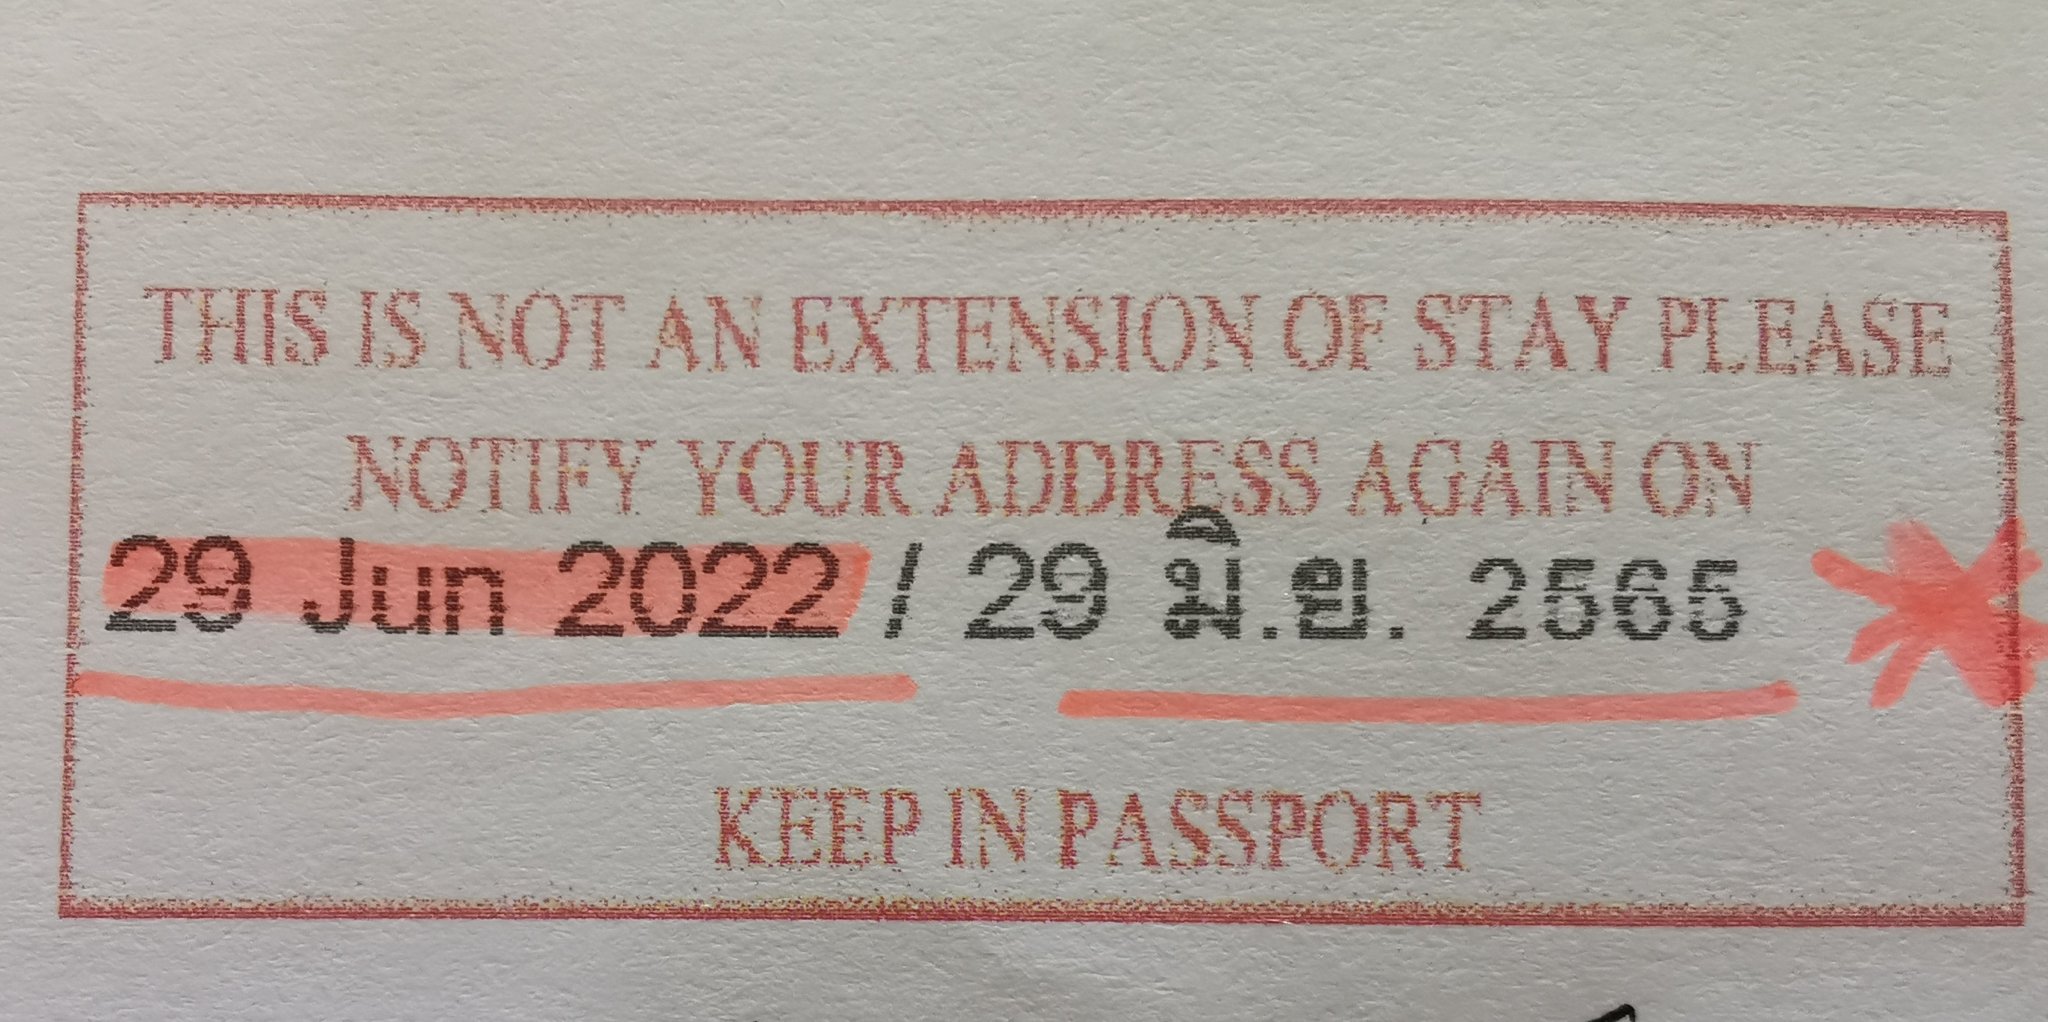 THIS IS NOT AN EXTENSION OF STAY PLEASE
NOTIFY YOUR ADDRESS AGAIN ON
29 Jun 2022 / 29 มิ.ย. 2565
KEEP IN PASSPORT